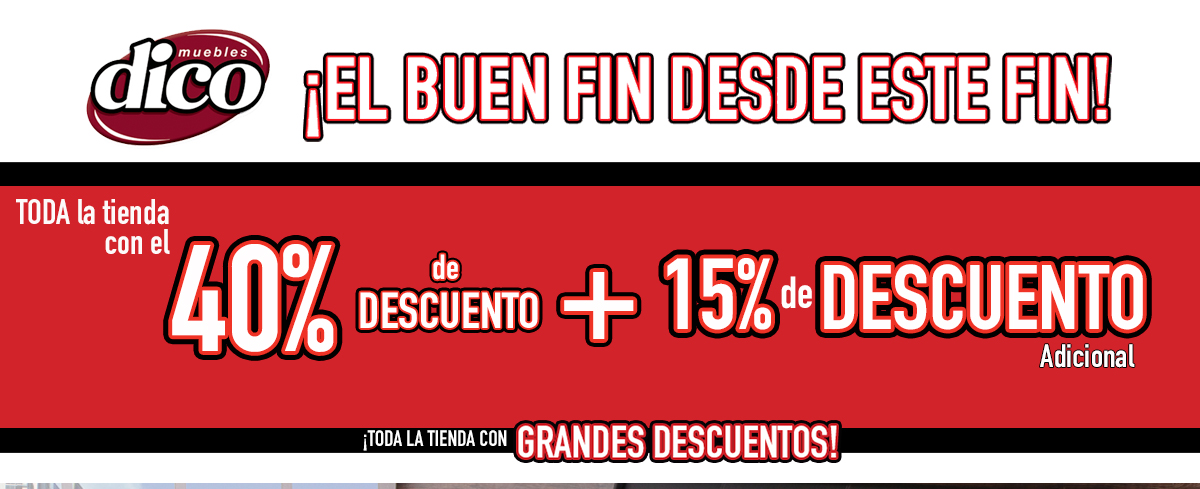 muebles
dico
¡EL BUEN FIN DESDE ESTE FIN!
TODA la tienda
con el
40% de DESCUENTO + 15% de DESCUENTO
Adicional
¡TODA LA TIENDA CON GRANDES DESCUENTOS!